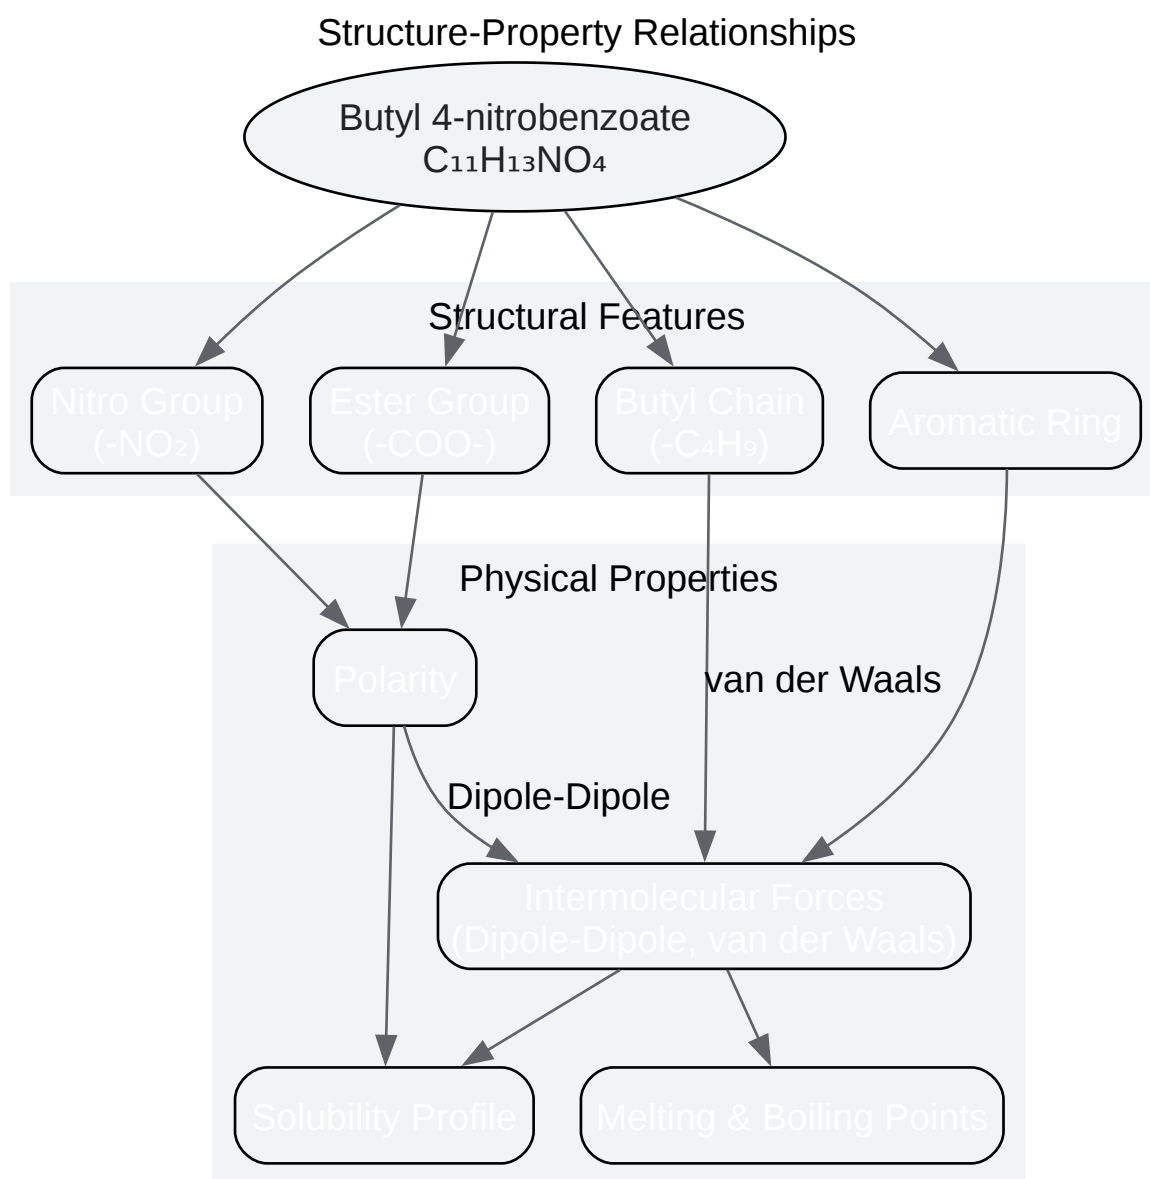 Structure-Property Relationships
Butyl 4-nitrobenzoate
C₁₁H₁₃NO₄
Structural Features
Nitro Group
(-NO₂)
Ester Group
(-COO-)
Butyl Chain
(-C₄H₉)
Aromatic Ring
Physical Properties
Polarity
van der Waals
Dipole-Dipole
Intermolecular Forces
(Dipole-Dipole, van der Waals)
Solubility Profile
Melting & Boiling Points